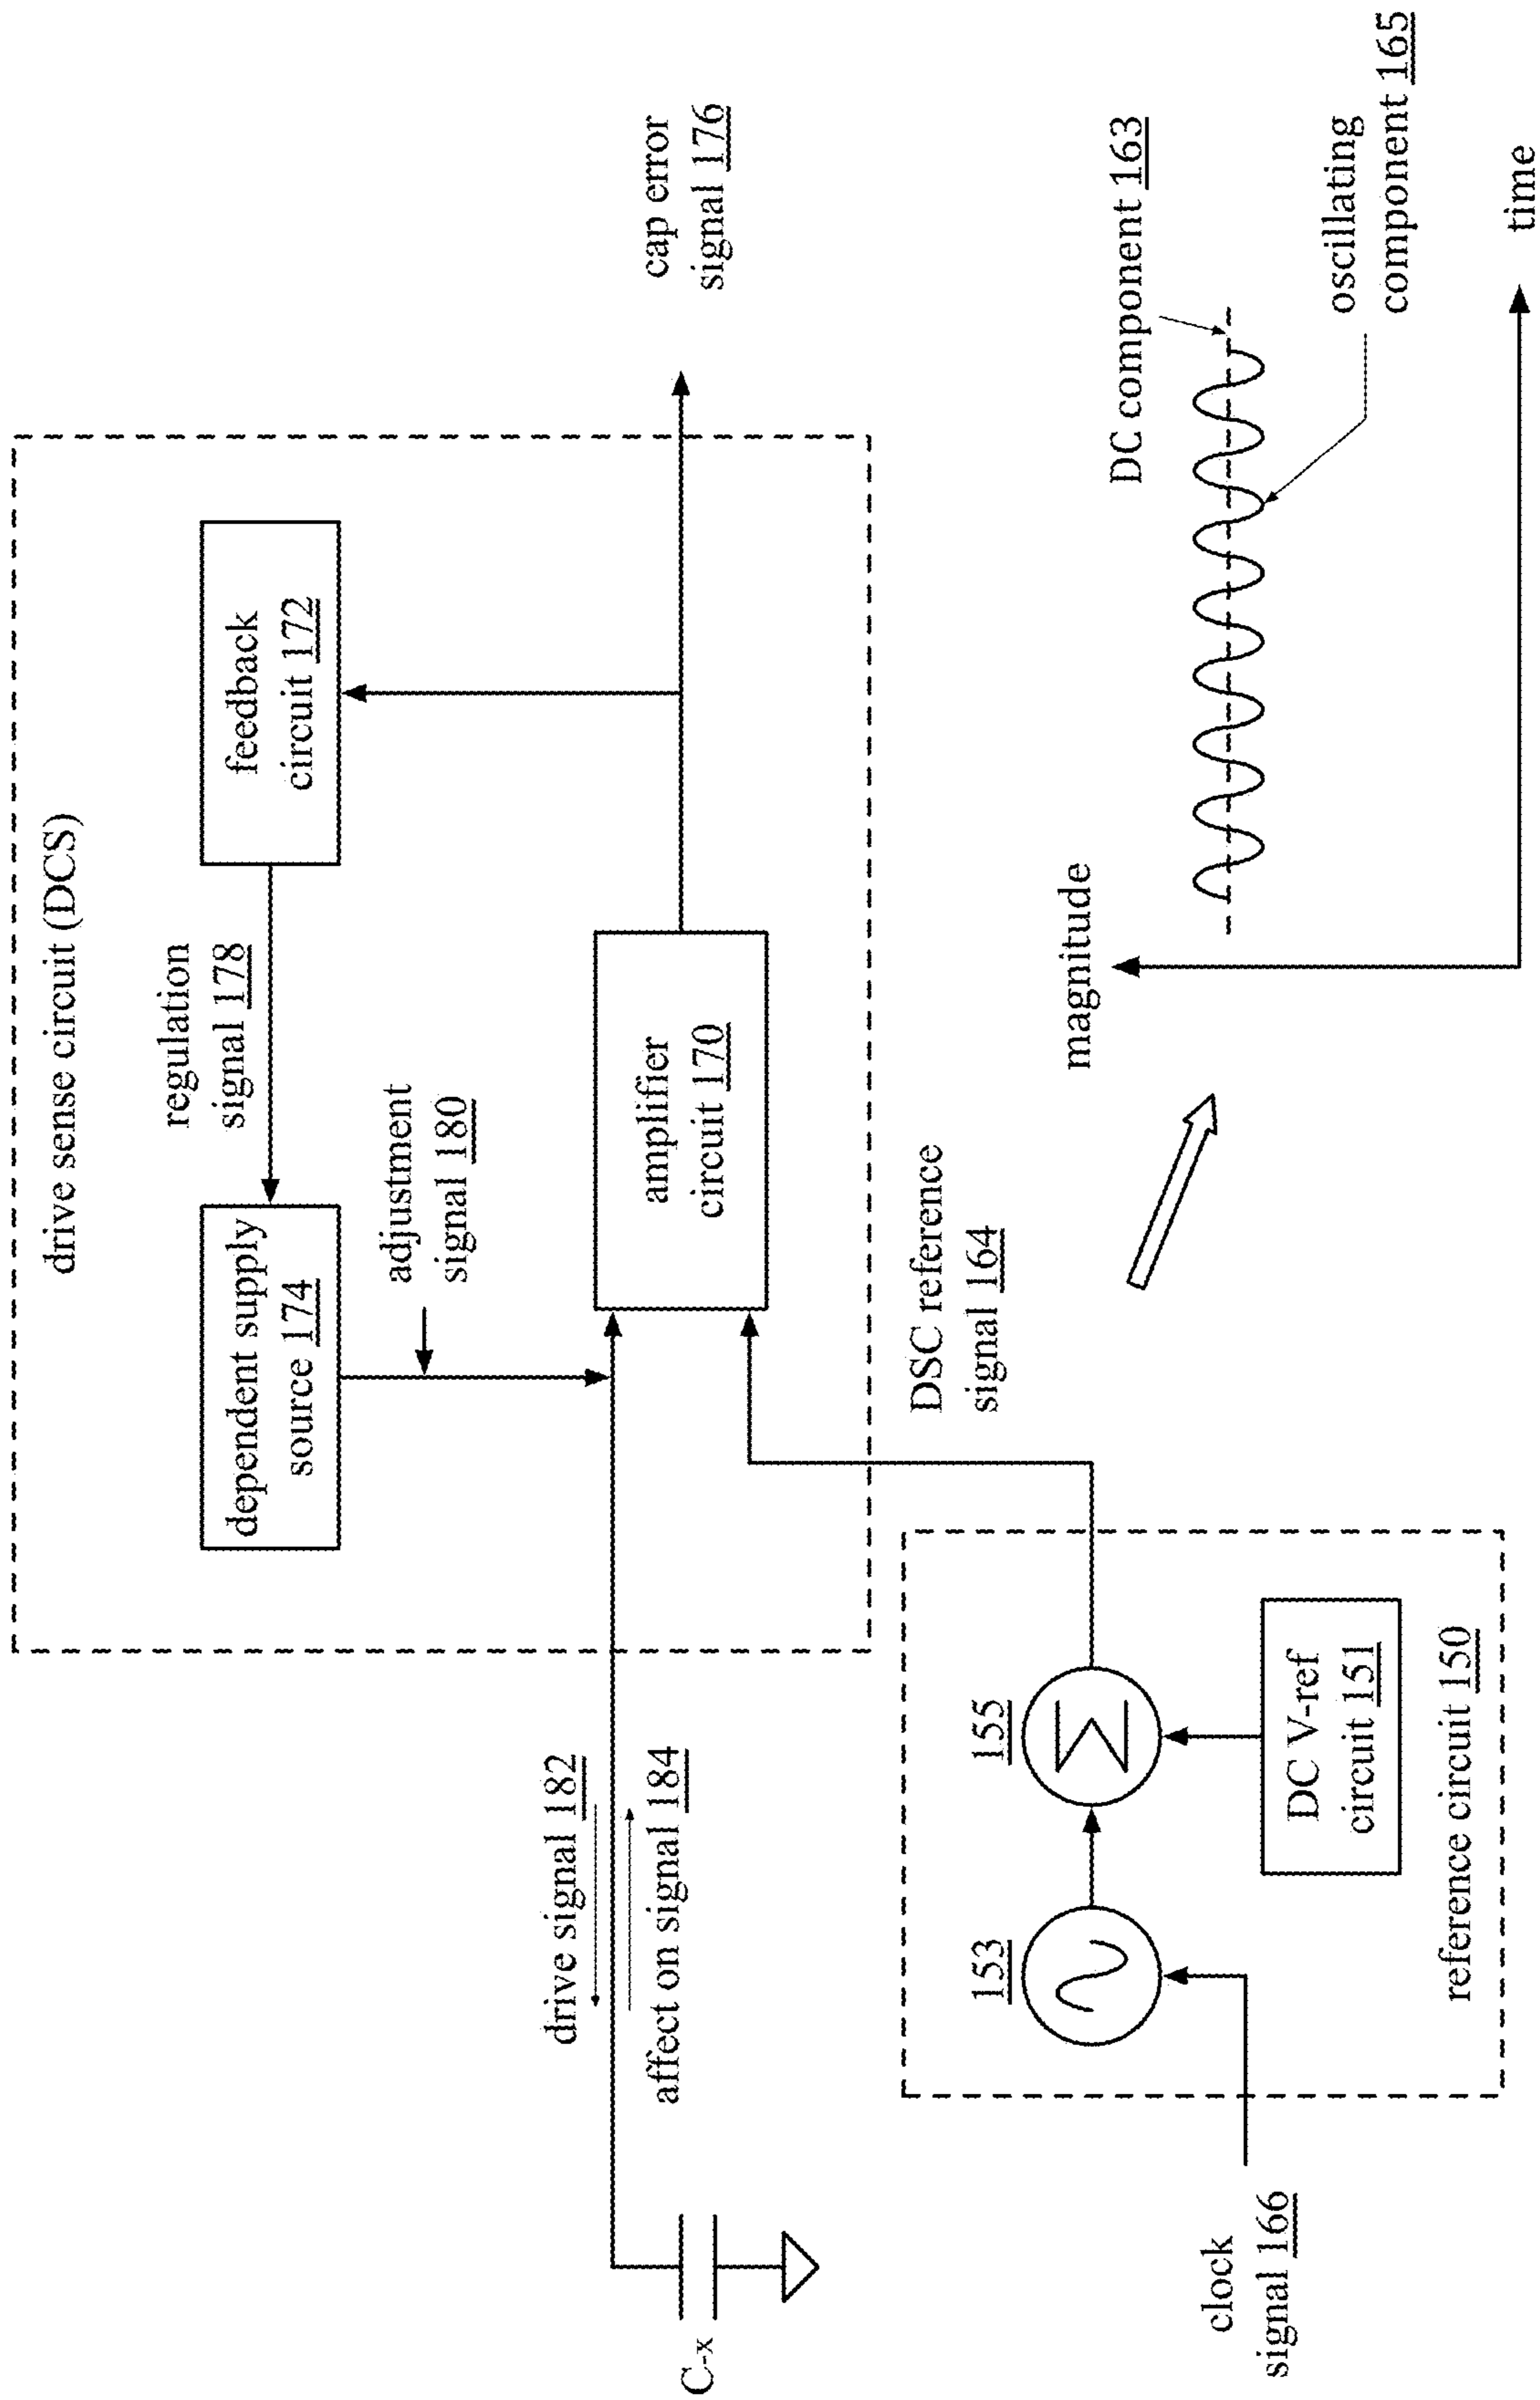 drive sense circuit (DCS)
dependent supply
source 174
regulation
signal 178
feedback
circuit 172
adjustment
signal 180
drive signal 182
affect on signal 184
amplifier
circuit 170
cap error
signal 176
C-x
DSC reference
signal 164
153
155
DC V-ref
circuit 151
reference circuit 150
clock
signal 166
magnitude
DC component 163
oscillating
component 165
time